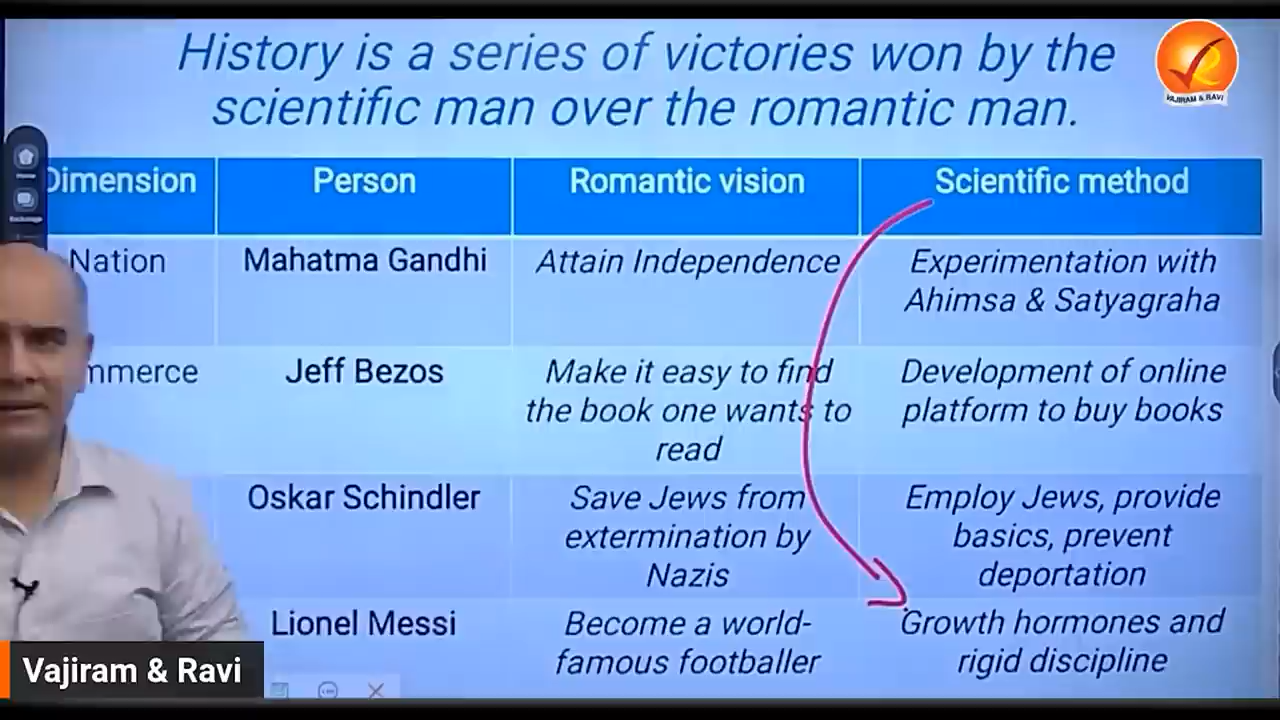 History is a series of victories won by the
scientific man over the romantic man.
VAJIRAM & RAVI
Dimension Person Romantic vision Scientific method
Nation Mahatma Gandhi Attain Independence Experimentation with
Ahimsa & Satyagraha
mmerce Jeff Bezos Make it easy to find Development of online
the book one wants to platform to buy books
read
Oskar Schindler Save Jews from Employ Jews, provide
extermination by basics, prevent
Nazis deportation
Lionel Messi Become a world- Growth hormones and
famous footballer rigid discipline
Vajiram & Ravi